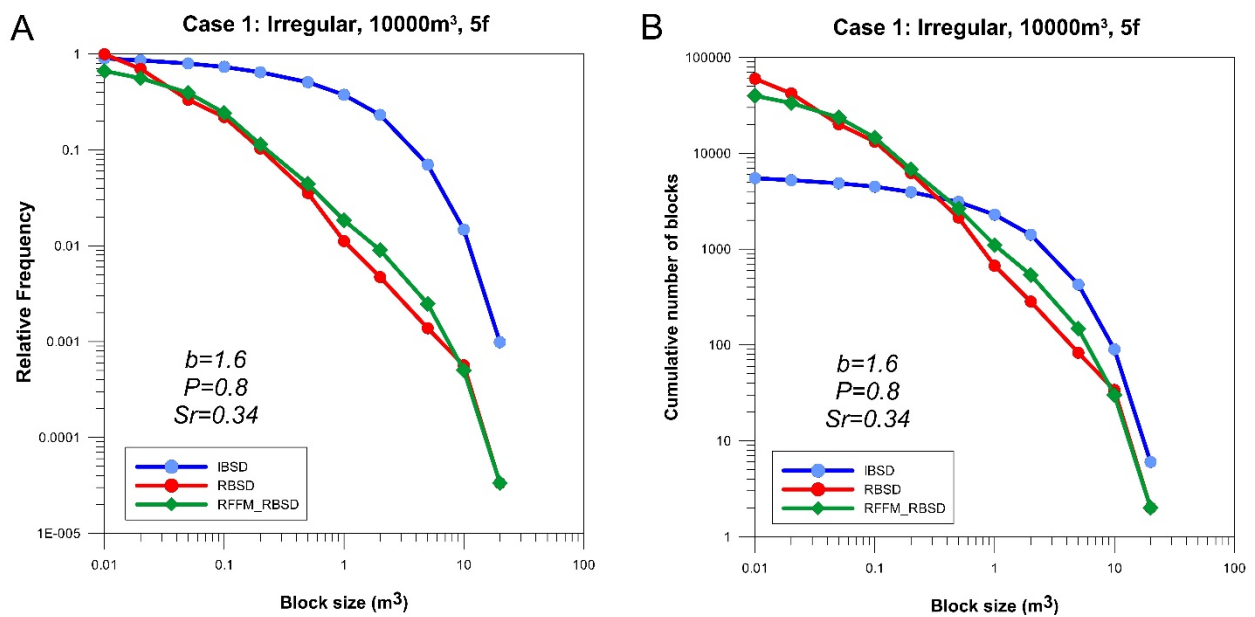 A
Case 1: Irregular, 10000m³, 5f
Relative Frequency
1
0.1
0.01
0.001
0.0001
1E-005
b=1.6
P=0.8
Sr=0.34
IBSD
RBSD
RFFM_RBSD
0.01
0.1
1
10
100
Block size (m³)
B
Case 1: Irregular, 10000m³, 5f
Cumulative number of blocks
100000
10000
1000
100
10
1
b=1.6
P=0.8
Sr=0.34
IBSD
RBSD
RFFM_RBSD
0.01
0.1
1
10
100
Block size (m³)